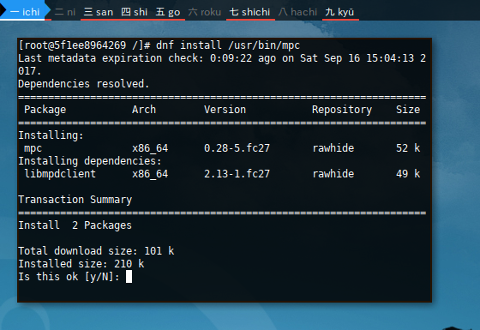 一 ichi 二 ni 三 san 四 shi 五 go 六 roku 七 shichi 八 hachi 九 kyū
[root@5f1ee8964269 /]# dnf install /usr/bin/mpc
Last metadata expiration check: 0:09:22 ago on Sat Sep 16 15:04:13 2
017.
Dependencies resolved.
================================================================================
Package Arch Version Repository Size
================================================================================
Installing:
mpc x86_64 0.28-5.fc27 rawhide 52 k
Installing dependencies:
libmpdclient x86_64 2.13-1.fc27 rawhide 49 k
Transaction Summary
================================================================================
Install 2 Packages
Total download size: 101 k
Installed size: 210 k
Is this ok [y/N]: